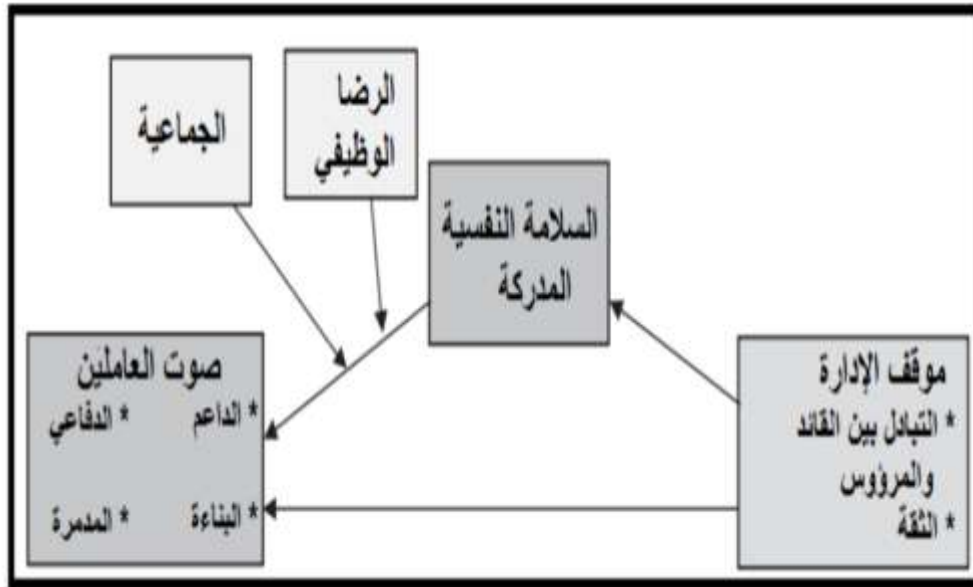 الجماعية
الرضا
الوظيفي
السلامة النفسية
المدركة
موقف الإدارة
* التبادل بين القائد
والمرؤوس
* الثقة
صوت العاملين
* الداعم * الدفاعي
* البناءة * المدمرة